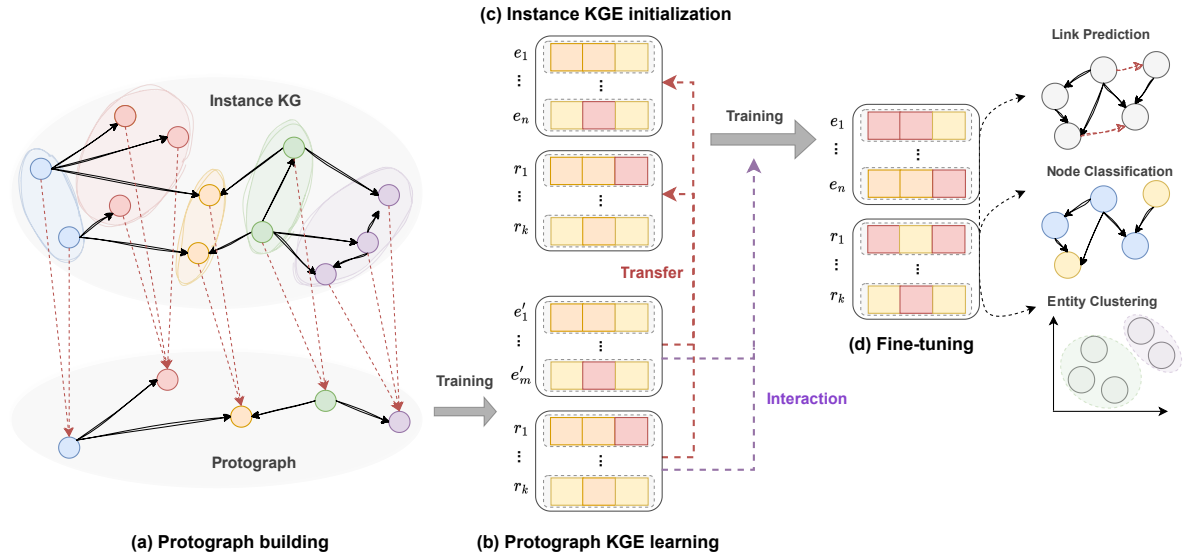 (c) Instance KGE initialization
Instance KG
Protograph
(a) Protograph building
Training
e₁
⋮
⋮
eₙ
r₁
⋮
⋮
rₖ
Transfer
e′₁
⋮
⋮
e′ₘ
r₁
⋮
⋮
rₖ
(b) Protograph KGE learning
Interaction
Training
e₁
⋮
⋮
eₙ
r₁
⋮
⋮
rₖ
(d) Fine-tuning
Link Prediction
Node Classification
Entity Clustering